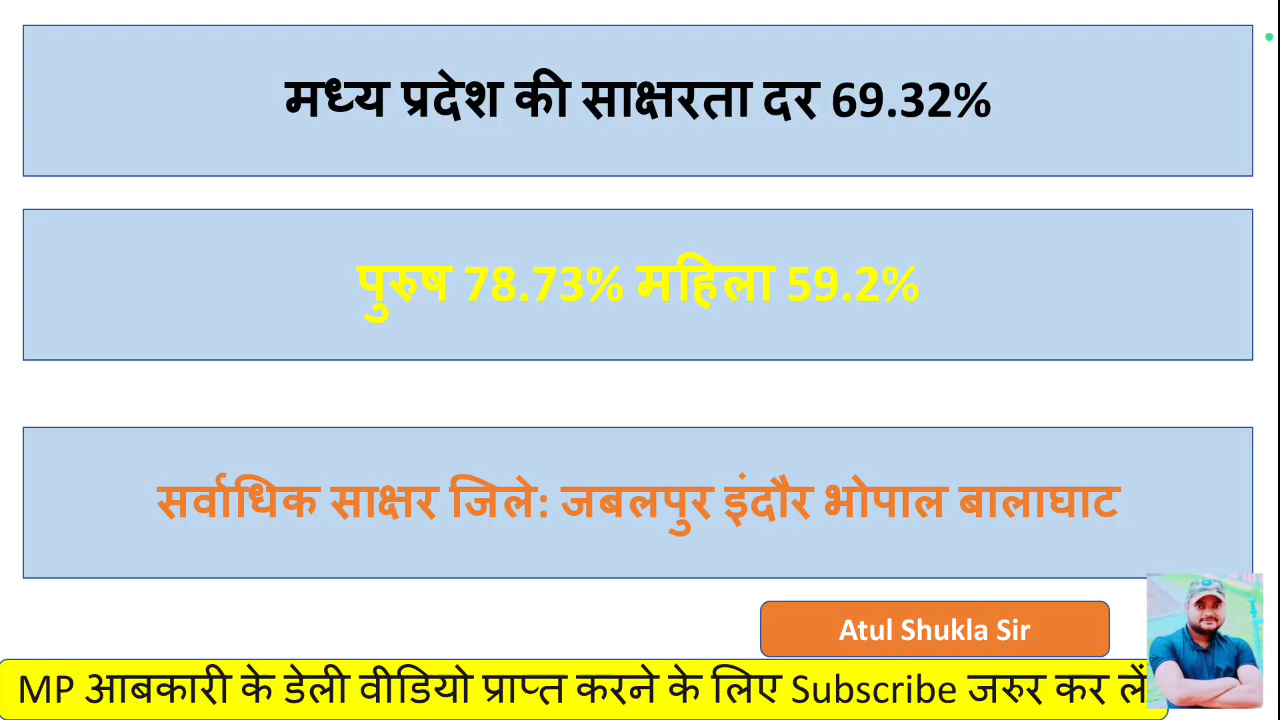 मध्य प्रदेश की साक्षरता दर 69.32%
पुरुष 78.73% महिला 59.2%
सर्वाधिक साक्षर जिले: जबलपुर इंदौर भोपाल बालाघाट
Atul Shukla Sir
MP आबकारी के डेली वीडियो प्राप्त करने के लिए Subscribe जरुर कर लें